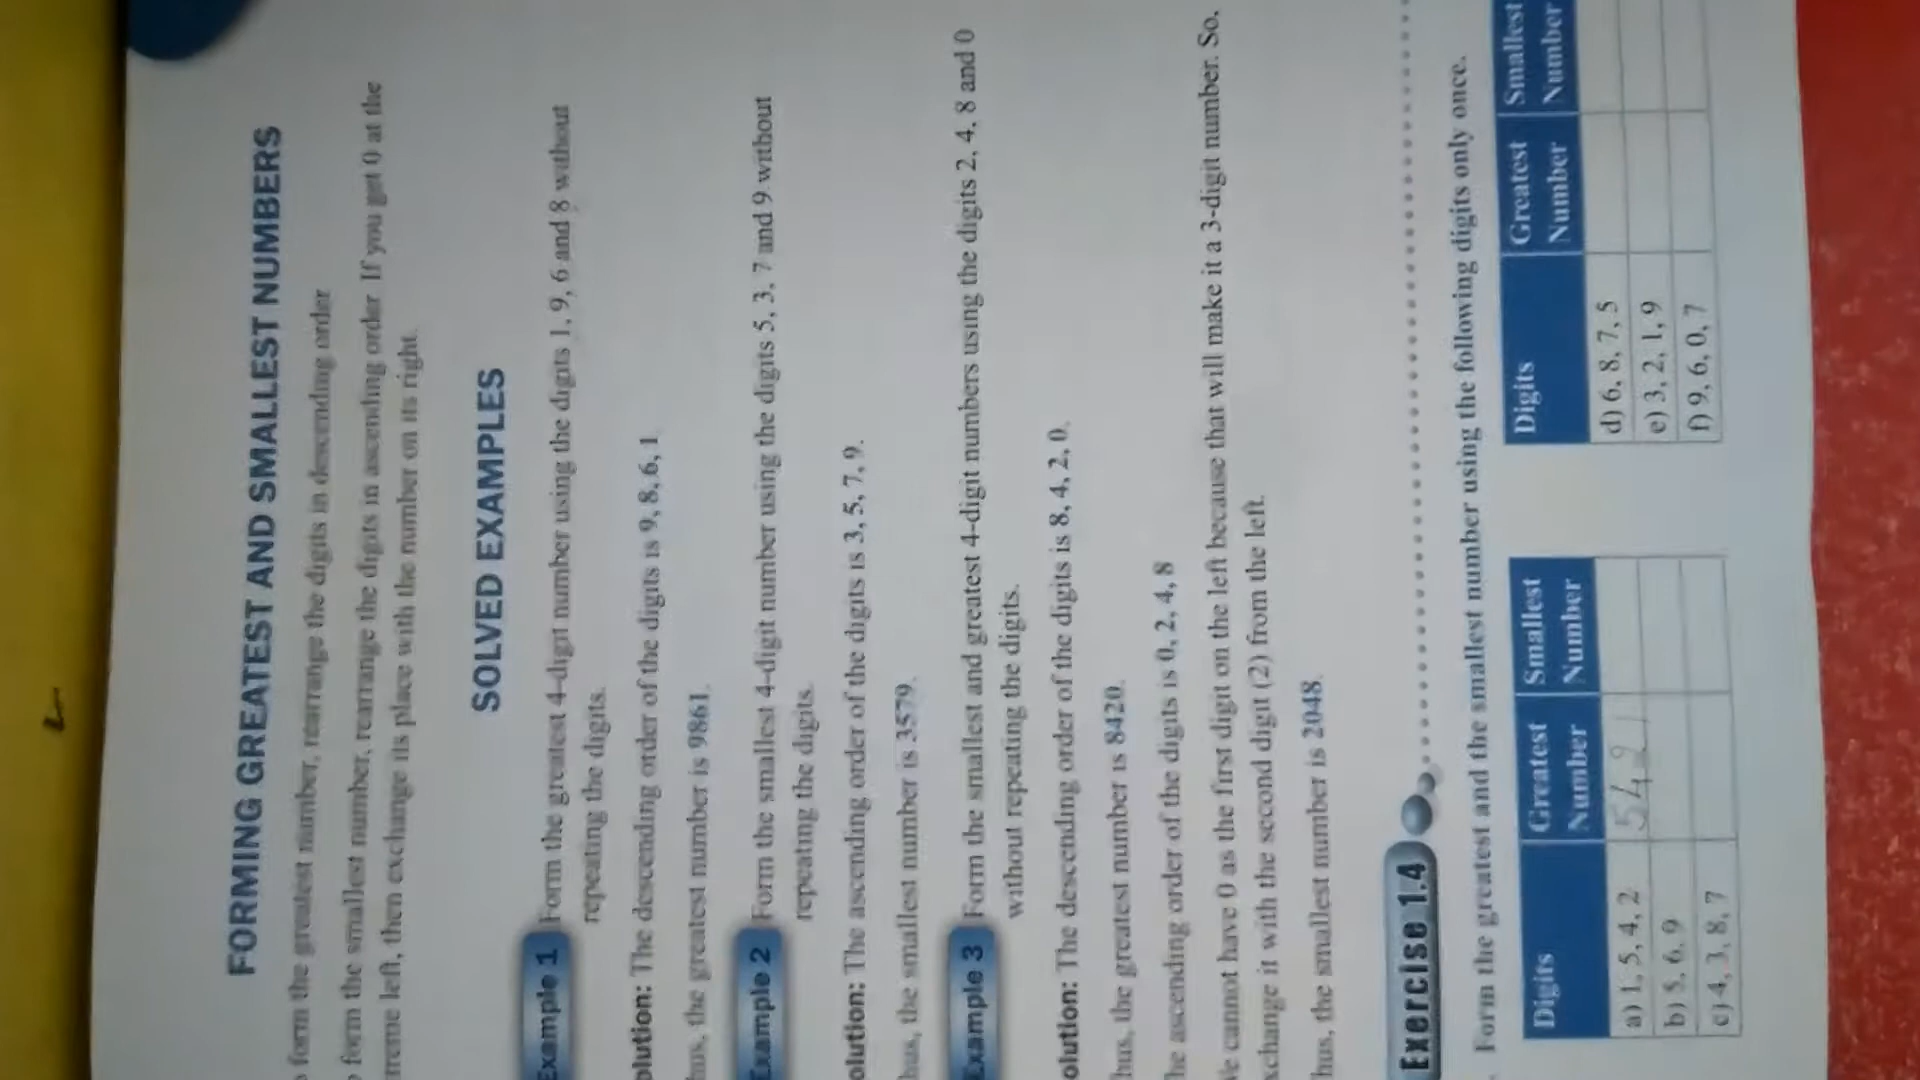 FORMING GREATEST AND SMALLEST NUMBERS
form the greatest number, rearrange the digits in descending order
form the smallest number, rearrange the digits in ascending order If you get 0 at the
treme left, then exchange its place with the number on its right.
SOLVED EXAMPLES
Example 1 Form the greatest 4-digit number using the digits 1, 9, 6 and 8 without
repeating the digits.
olution: The descending order of the digits is 9, 8, 6, 1
hus, the greatest number is 9861.
Example 2 Form the smallest 4-digit number using the digits 5, 3, 7 and 9 without
repeating the digits.
olution: The ascending order of the digits is 3, 5, 7, 9.
hus, the smallest number is 3579.
Example 3 Form the smallest and greatest 4-digit numbers using the digits 2, 4, 8 and 0
without repeating the digits.
olution: The descending order of the digits is 8, 4, 2, 0.
hus, the greatest number is 8420.
he ascending order of the digits is 0, 2, 4, 8
e cannot have 0 as the first digit on the left because that will make it a 3-digit number. So,
xchange it with the second digit (2) from the left.
hus, the smallest number is 2048.
Exercise 1.4
. Form the greatest and the smallest number using the following digits only once.
Digits Greatest Number Smallest Number
a) 1, 5, 4, 2 5421
b) 5, 6, 9
c) 4, 3, 8, 7
Digits Greatest Number Smallest Number
d) 6, 8, 7, 5
e) 3, 2, 1, 9
f) 9, 6, 0, 7